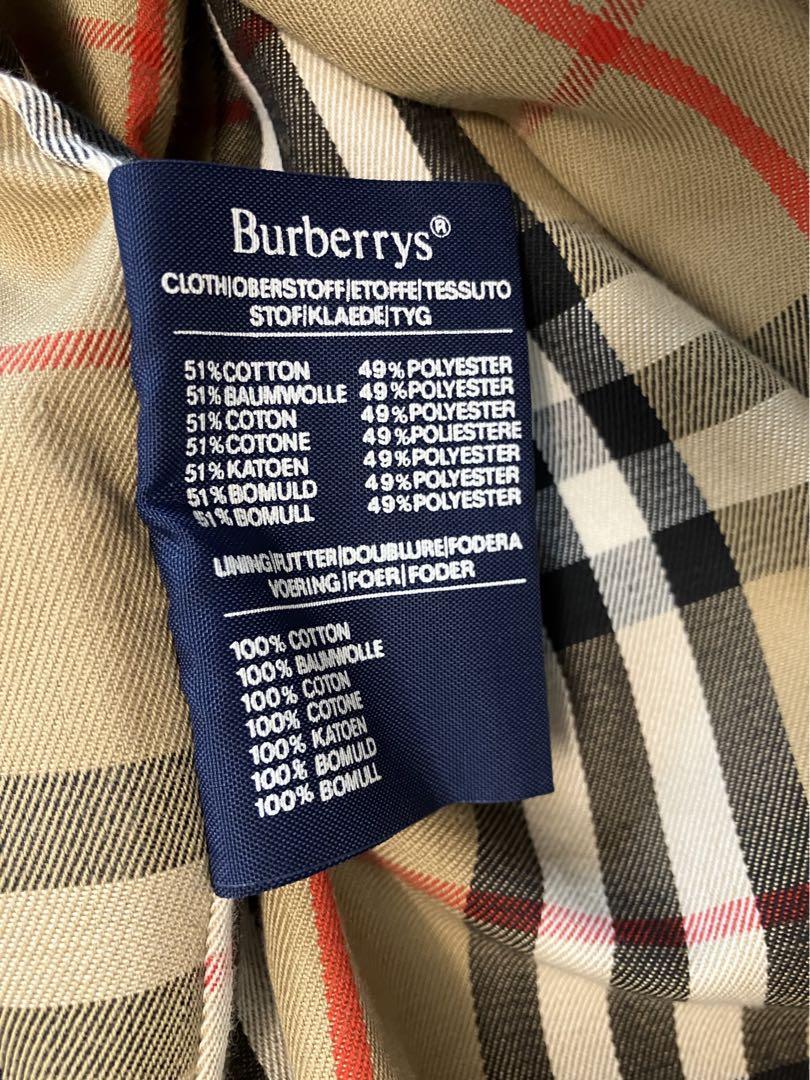 Burberrys®
CLOTH|OBERSTOFF|ETOFFE|TESSUTO
STOF|KLAEDE|TYG
51% COTTON 49% POLYESTER
51% BAUMWOLLE 49% POLYESTER
51% COTON 49% POLYESTER
51% COTONE 49% POLIESTERE
51% KATOEN 49% POLYESTER
51% BOMULD 49% POLYESTER
51% BOMULL 49% POLYESTER
LINING|FUTTER|DOUBLURE|FODERA
VOERING|FOER|FODER
100% COTTON
100% BAUMWOLLE
100% COTON
100% COTONE
100% KATOEN
100% BOMULD
100% BOMULL